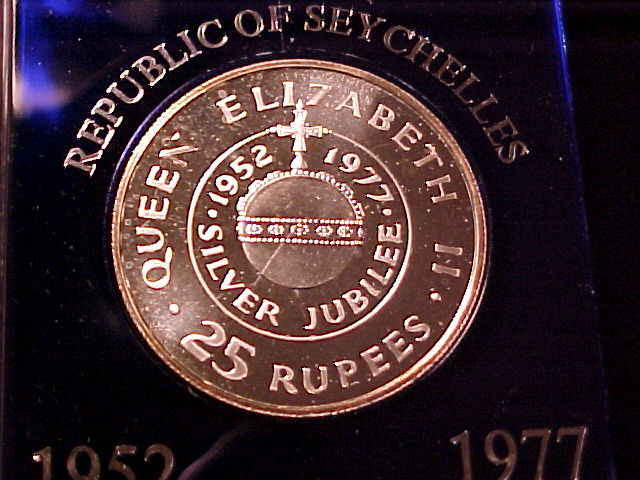 REPUBLIC OF SEYCHELLES
QUEEN ELIZABETH II
· 25 RUPEES ·
· 1952 1977 ·
SILVER JUBILEE
1952 1977